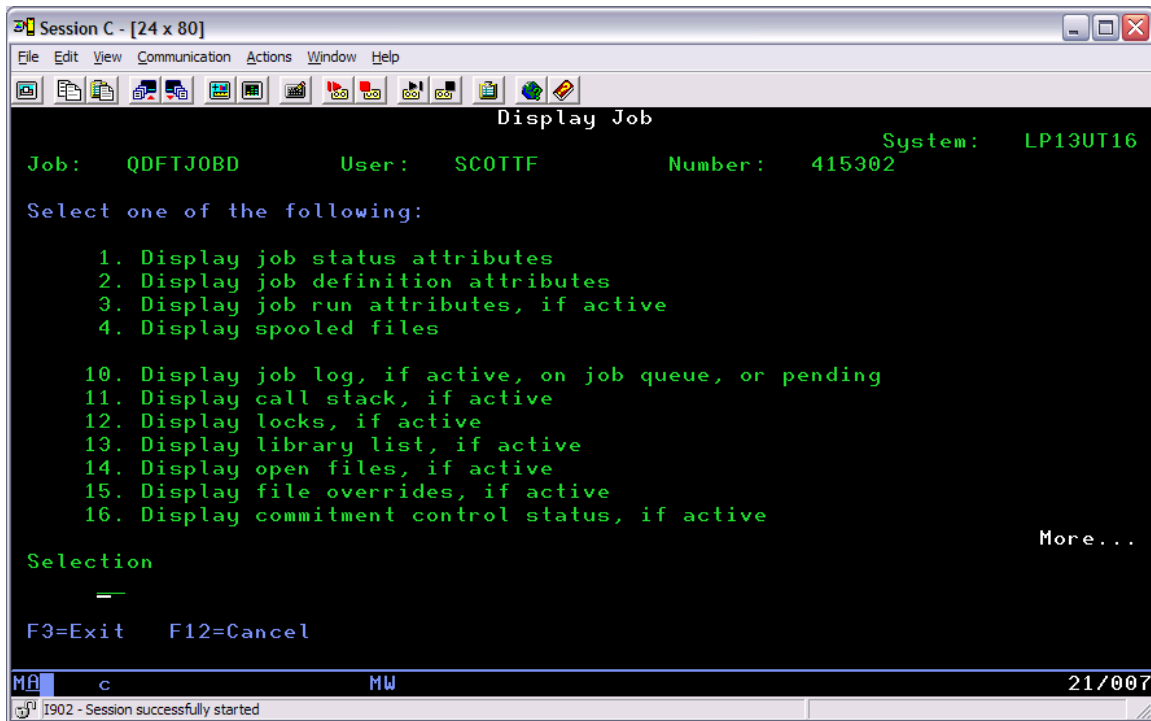 Session C - [24 x 80]
File Edit View Communication Actions Window Help
Display Job
System: LP13UT16
Job: QDFTJOBD User: SCOTTF Number: 415302
Select one of the following:
1. Display job status attributes
2. Display job definition attributes
3. Display job run attributes, if active
4. Display spooled files
10. Display job log, if active, on job queue, or pending
11. Display call stack, if active
12. Display locks, if active
13. Display library list, if active
14. Display open files, if active
15. Display file overrides, if active
16. Display commitment control status, if active
More...
Selection
F3=Exit F12=Cancel
MA c MW 21/007
I902 - Session successfully started